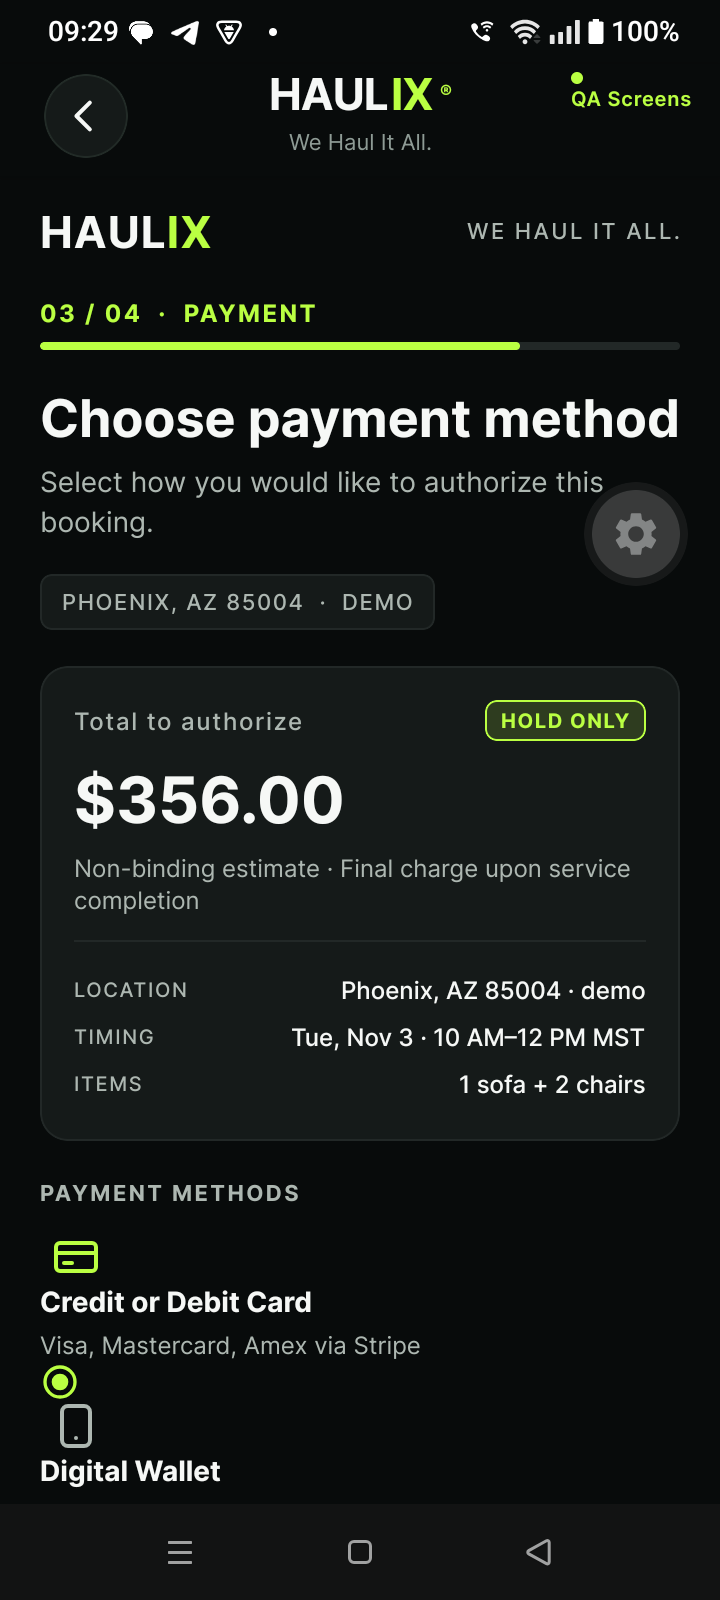 09:29
100%
HAULIX ®
QA Screens
We Haul It All.
HAULIX
WE HAUL IT ALL.
03 / 04 · PAYMENT
Choose payment method
Select how you would like to authorize this
booking.
PHOENIX, AZ 85004 · DEMO
Total to authorize
HOLD ONLY
$356.00
Non-binding estimate · Final charge upon service
completion
LOCATION
Phoenix, AZ 85004 · demo
TIMING
Tue, Nov 3 · 10 AM–12 PM MST
ITEMS
1 sofa + 2 chairs
PAYMENT METHODS
Credit or Debit Card
Visa, Mastercard, Amex via Stripe
Digital Wallet